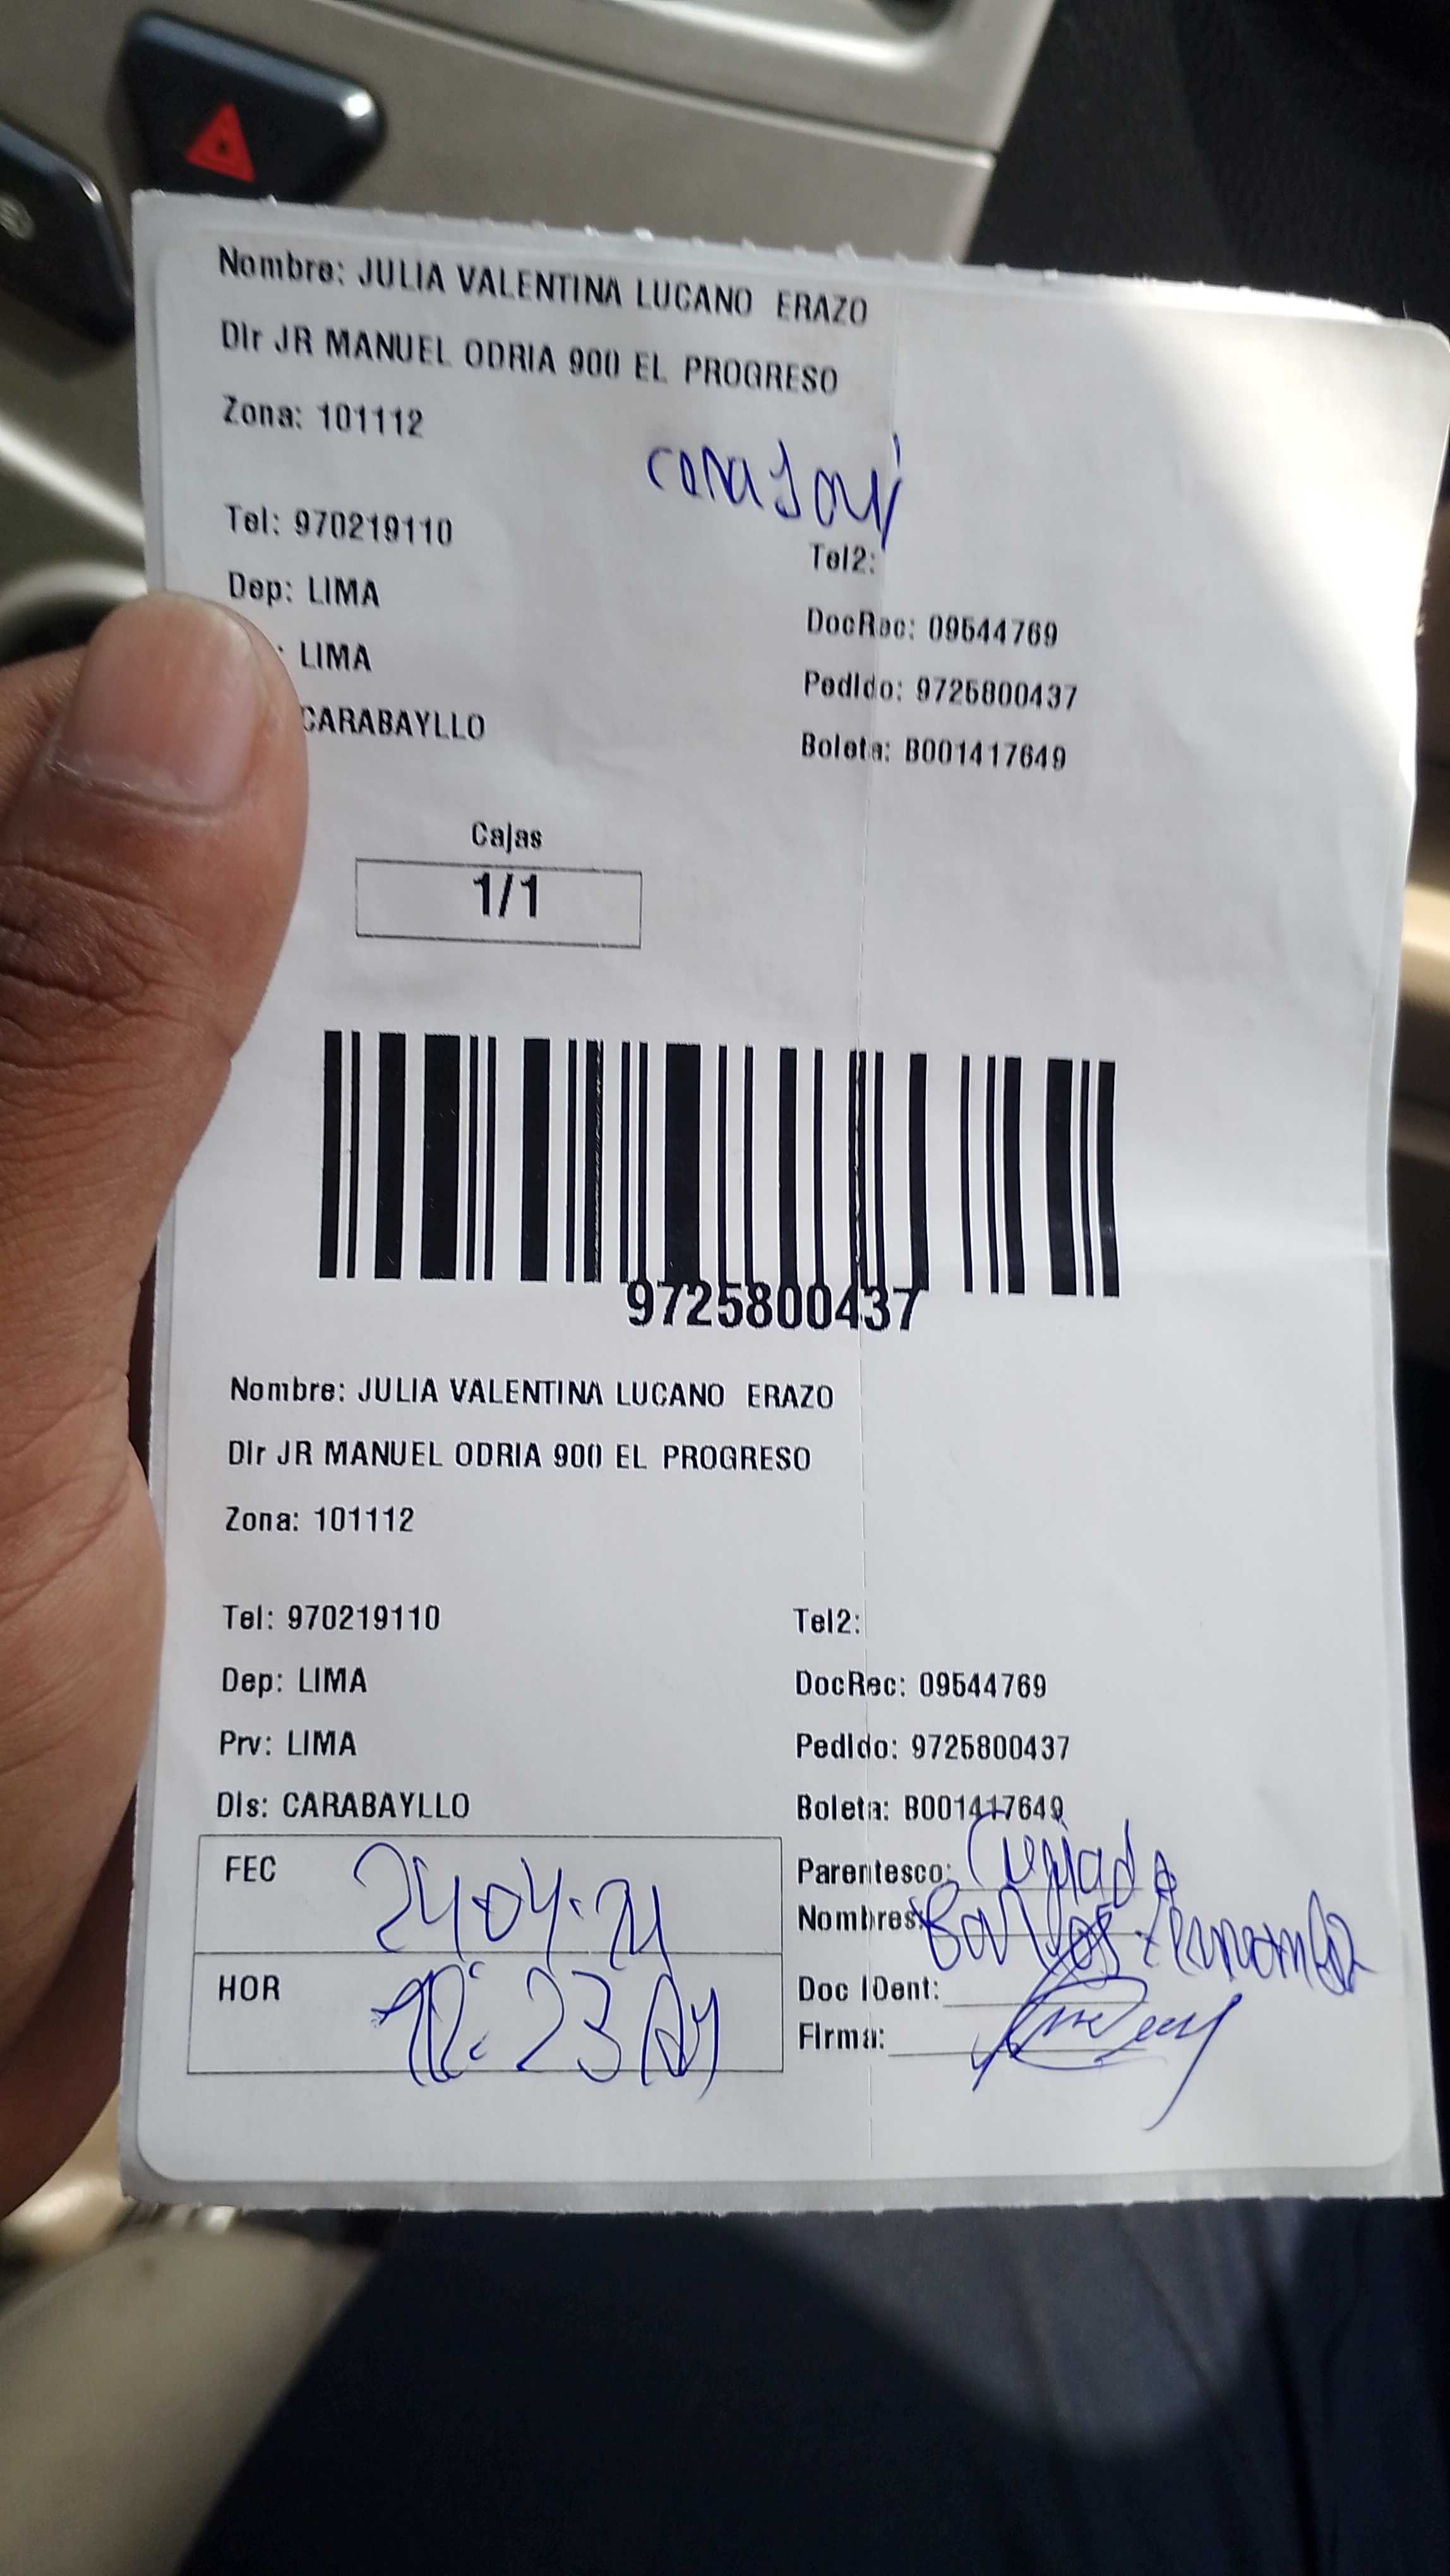 Nombre: JULIA VALENTINA LUCANO ERAZO
Dir JR MANUEL ODRIA 900 EL PROGRESO
Zona: 101112
Tel: 970219110
Tel2:
Dep: LIMA
DocRec: 09544769
: LIMA
Pedido: 9725800437
CARABAYLLO
Boleta: B001417649
Cajas
1/1
9725800437
Nombre: JULIA VALENTINA LUCANO ERAZO
Dir JR MANUEL ODRIA 900 EL PROGRESO
Zona: 101112
Tel: 970219110
Tel2:
Dep: LIMA
DocRec: 09544769
Prv: LIMA
Pedido: 9725800437
Dis: CARABAYLLO
Boleta: B001417649
FEC 24.04.21
Parentesco: Cuñado
Nombres:
HOR
Doc IDent:
Firma: